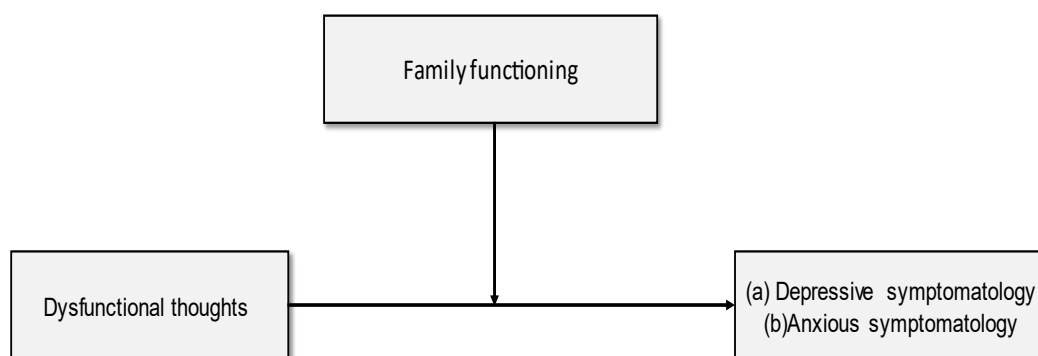 Family functioning
Dysfunctional thoughts
(a) Depressive symptomatology
(b)Anxious symptomatology